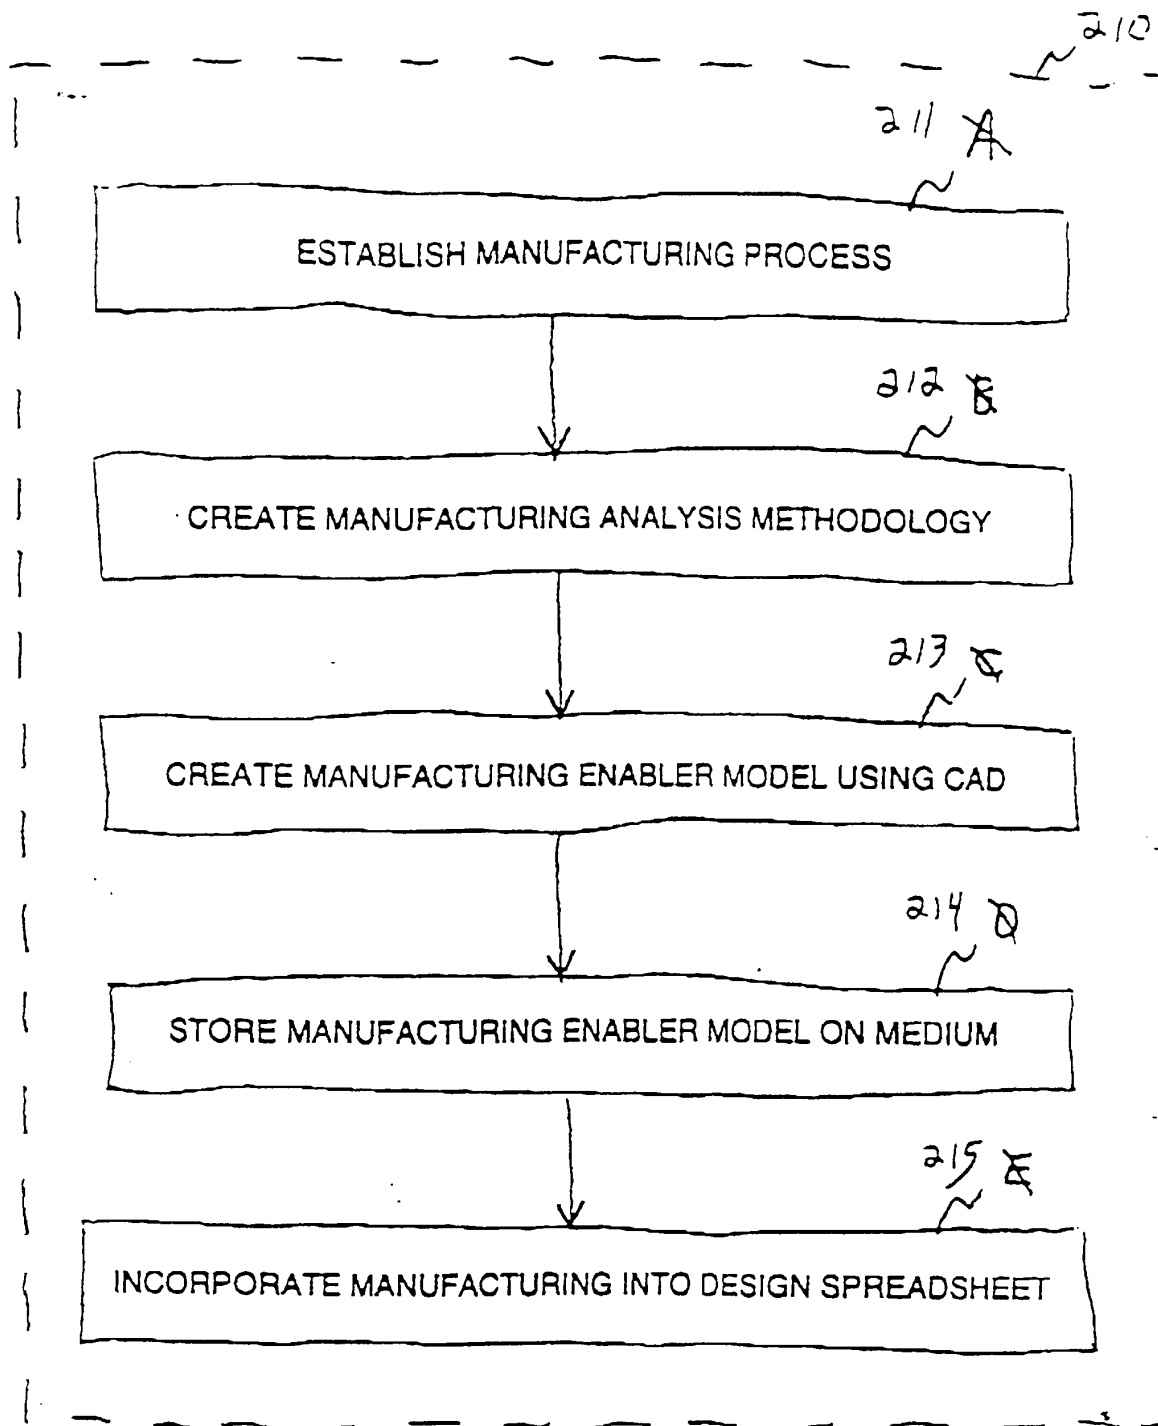 210
211 A
ESTABLISH MANUFACTURING PROCESS
212
CREATE MANUFACTURING ANALYSIS METHODOLOGY
213 C
CREATE MANUFACTURING ENABLER MODEL USING CAD
214 D
STORE MANUFACTURING ENABLER MODEL ON MEDIUM
215 E
INCORPORATE MANUFACTURING INTO DESIGN SPREADSHEET